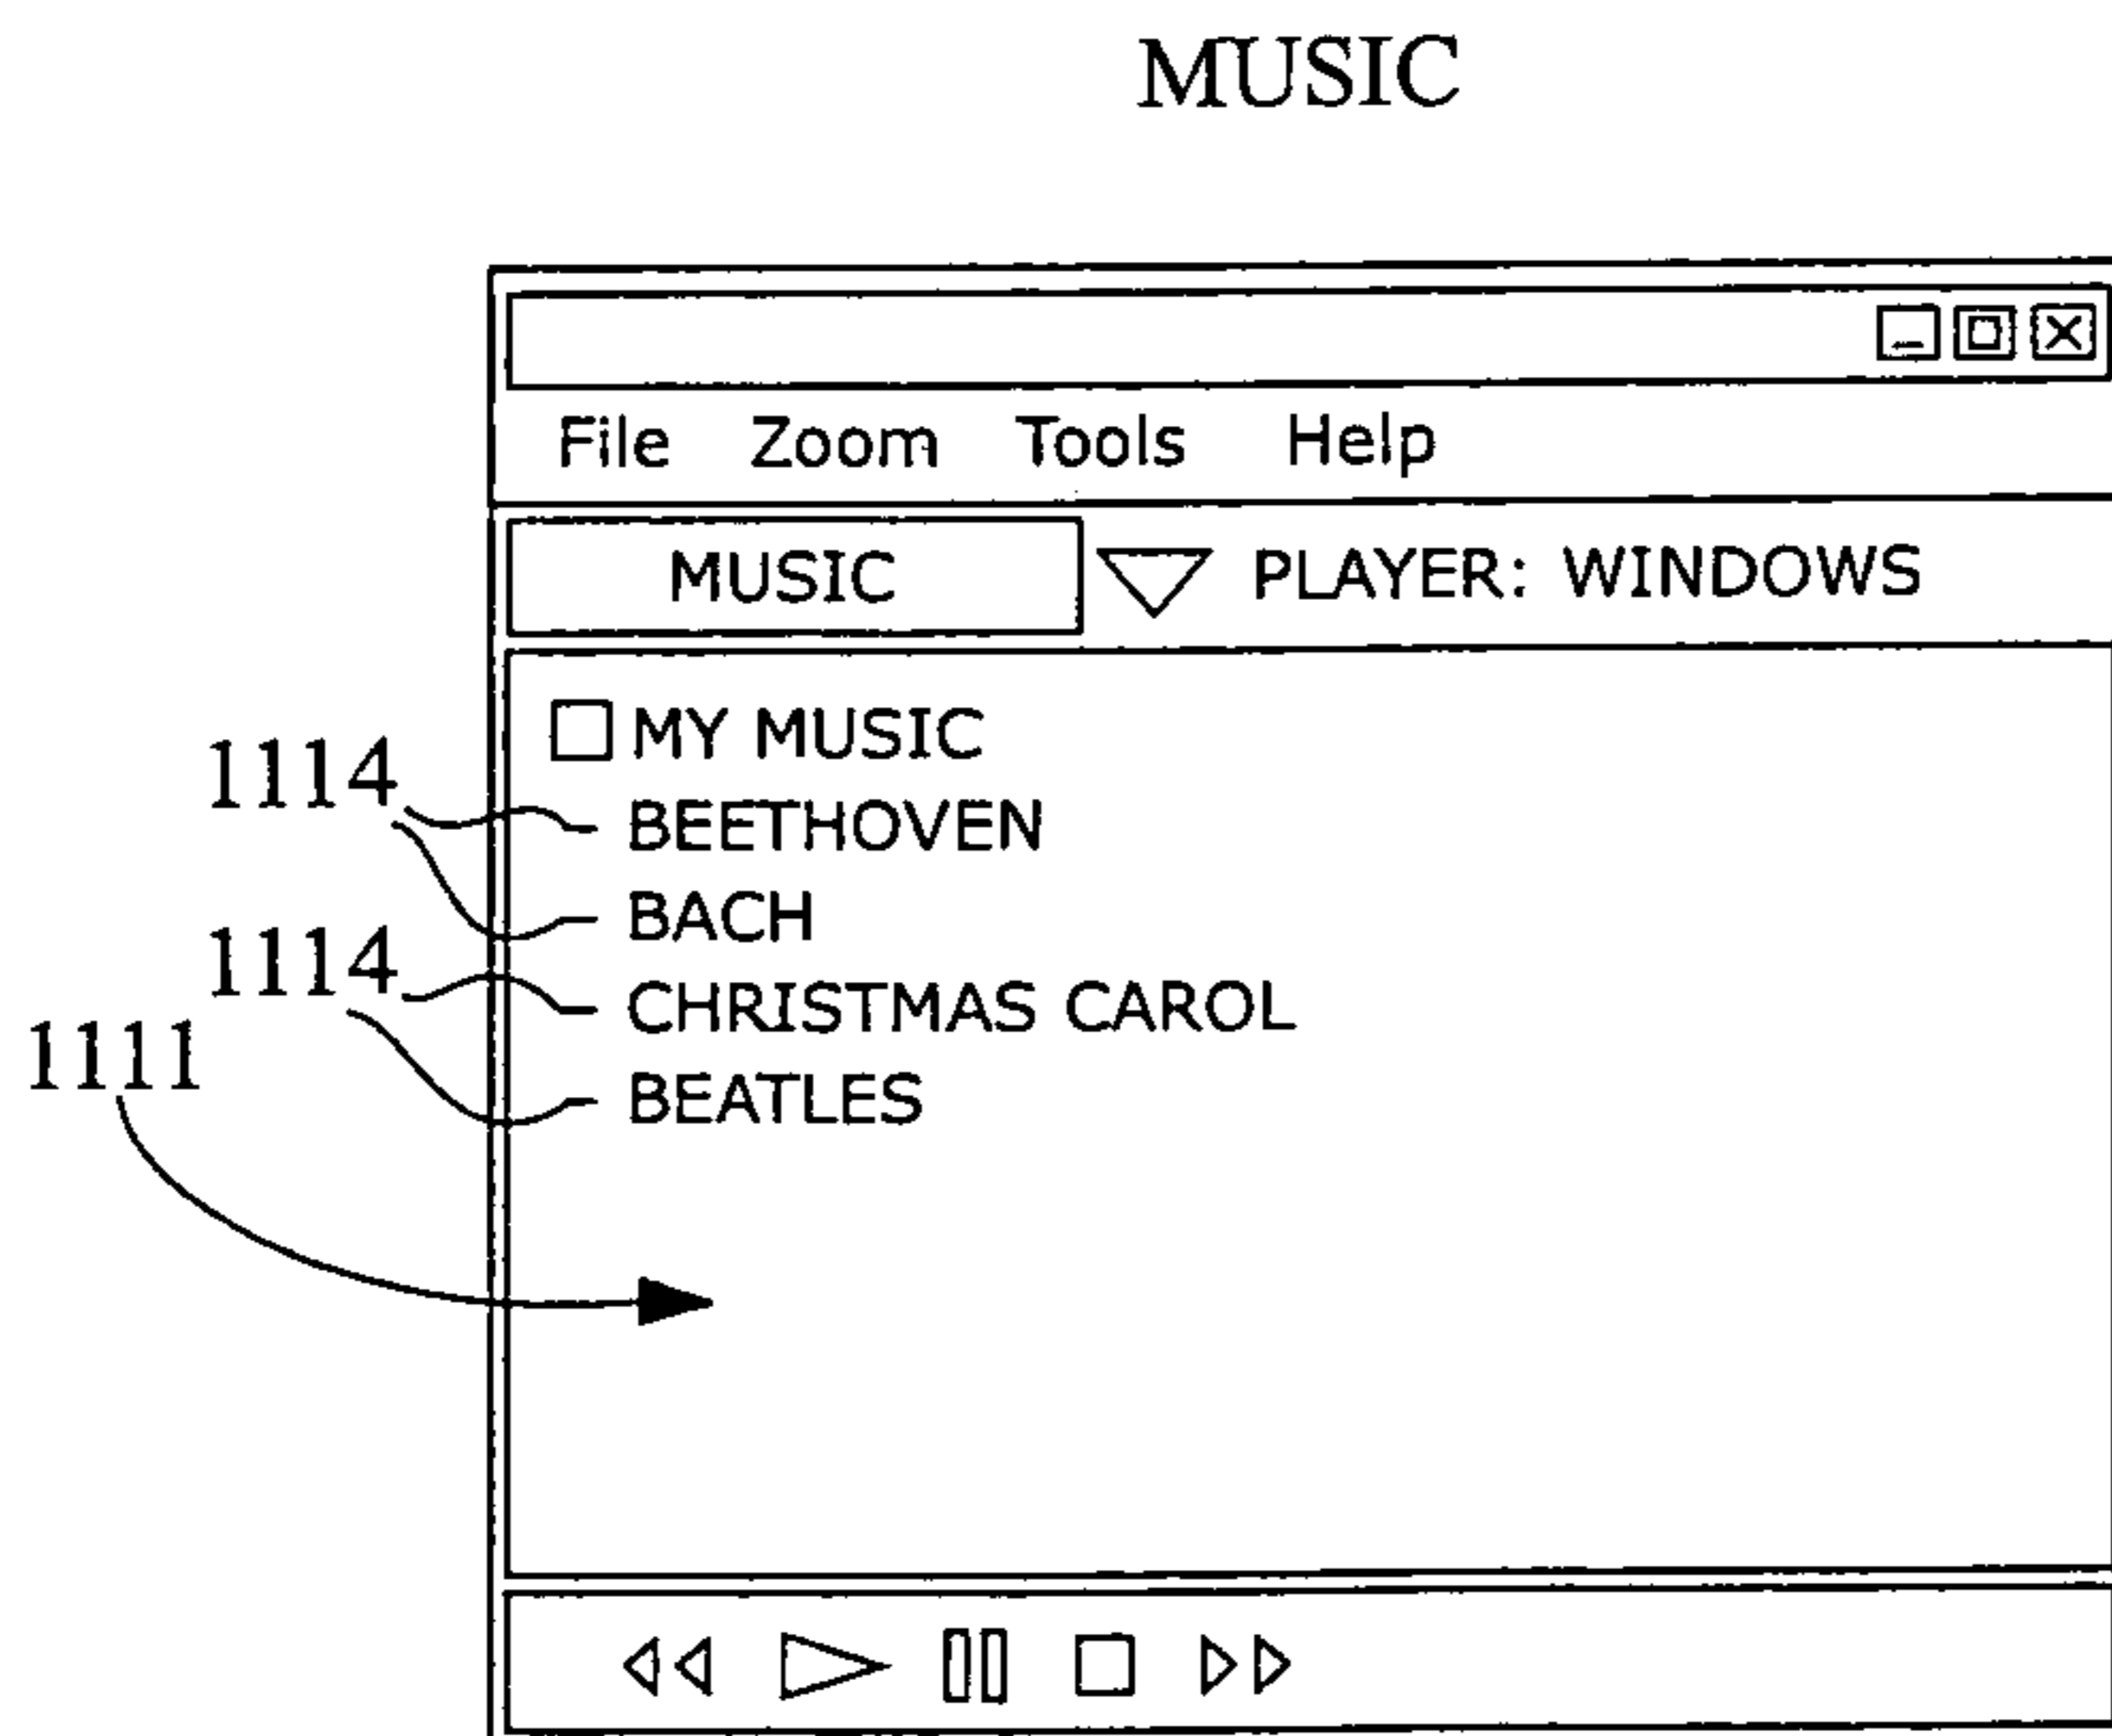 MUSIC
File Zoom Tools Help
MUSIC PLAYER: WINDOWS
MY MUSIC
1114
BEETHOVEN
BACH
1114
CHRISTMAS CAROL
1111
BEATLES